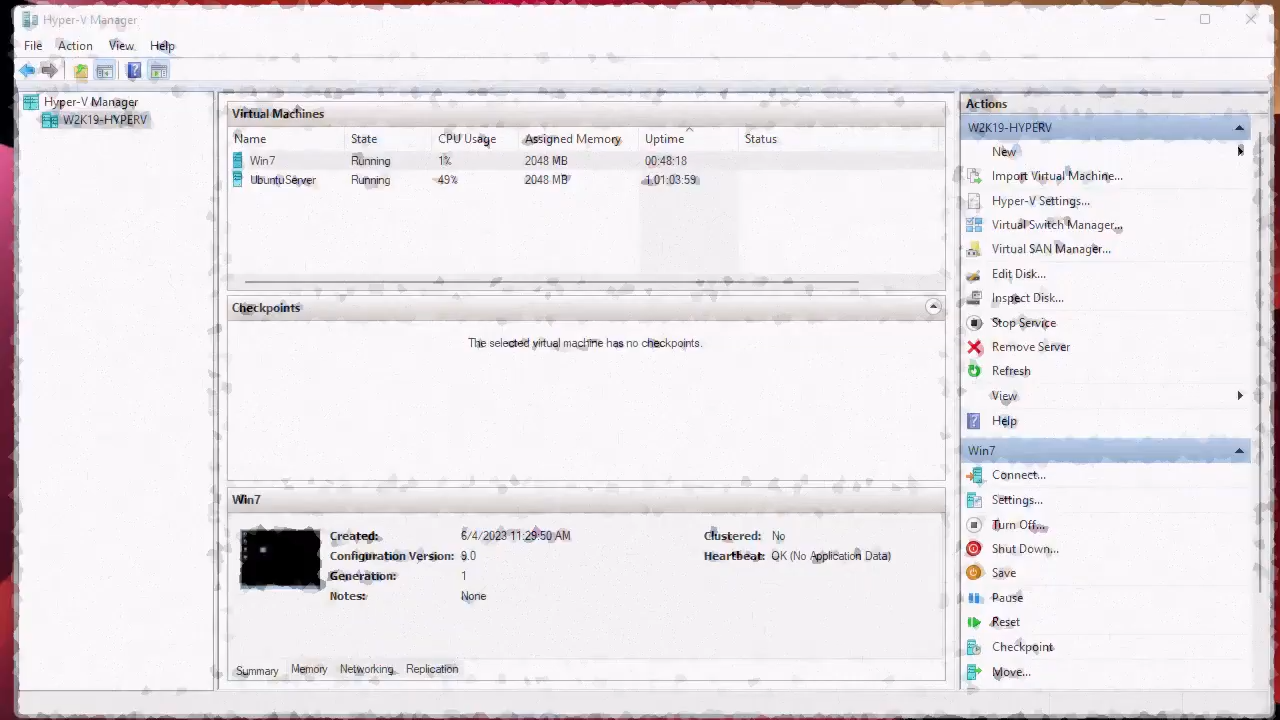 Hyper-V Manager
File Action View Help
Hyper-V Manager
W2K19-HYPERV
Virtual Machines
Name State CPU Usage Assigned Memory Uptime Status
Win7 Running 1% 2048 MB 00:48:18
UbuntuServer Running 49% 2048 MB 1.01:03:59
Checkpoints
The selected virtual machine has no checkpoints.
Win7
Created: 6/4/2023 11:29:50 AM Clustered: No
Configuration Version: 9.0 Heartbeat: OK (No Application Data)
Generation: 1
Notes: None
Summary Memory Networking Replication
Actions
W2K19-HYPERV
New
Import Virtual Machine...
Hyper-V Settings...
Virtual Switch Manager...
Virtual SAN Manager...
Edit Disk...
Inspect Disk...
Stop Service
Remove Server
Refresh
View
Help
Win7
Connect...
Settings...
Turn Off...
Shut Down...
Save
Pause
Reset
Checkpoint
Move...